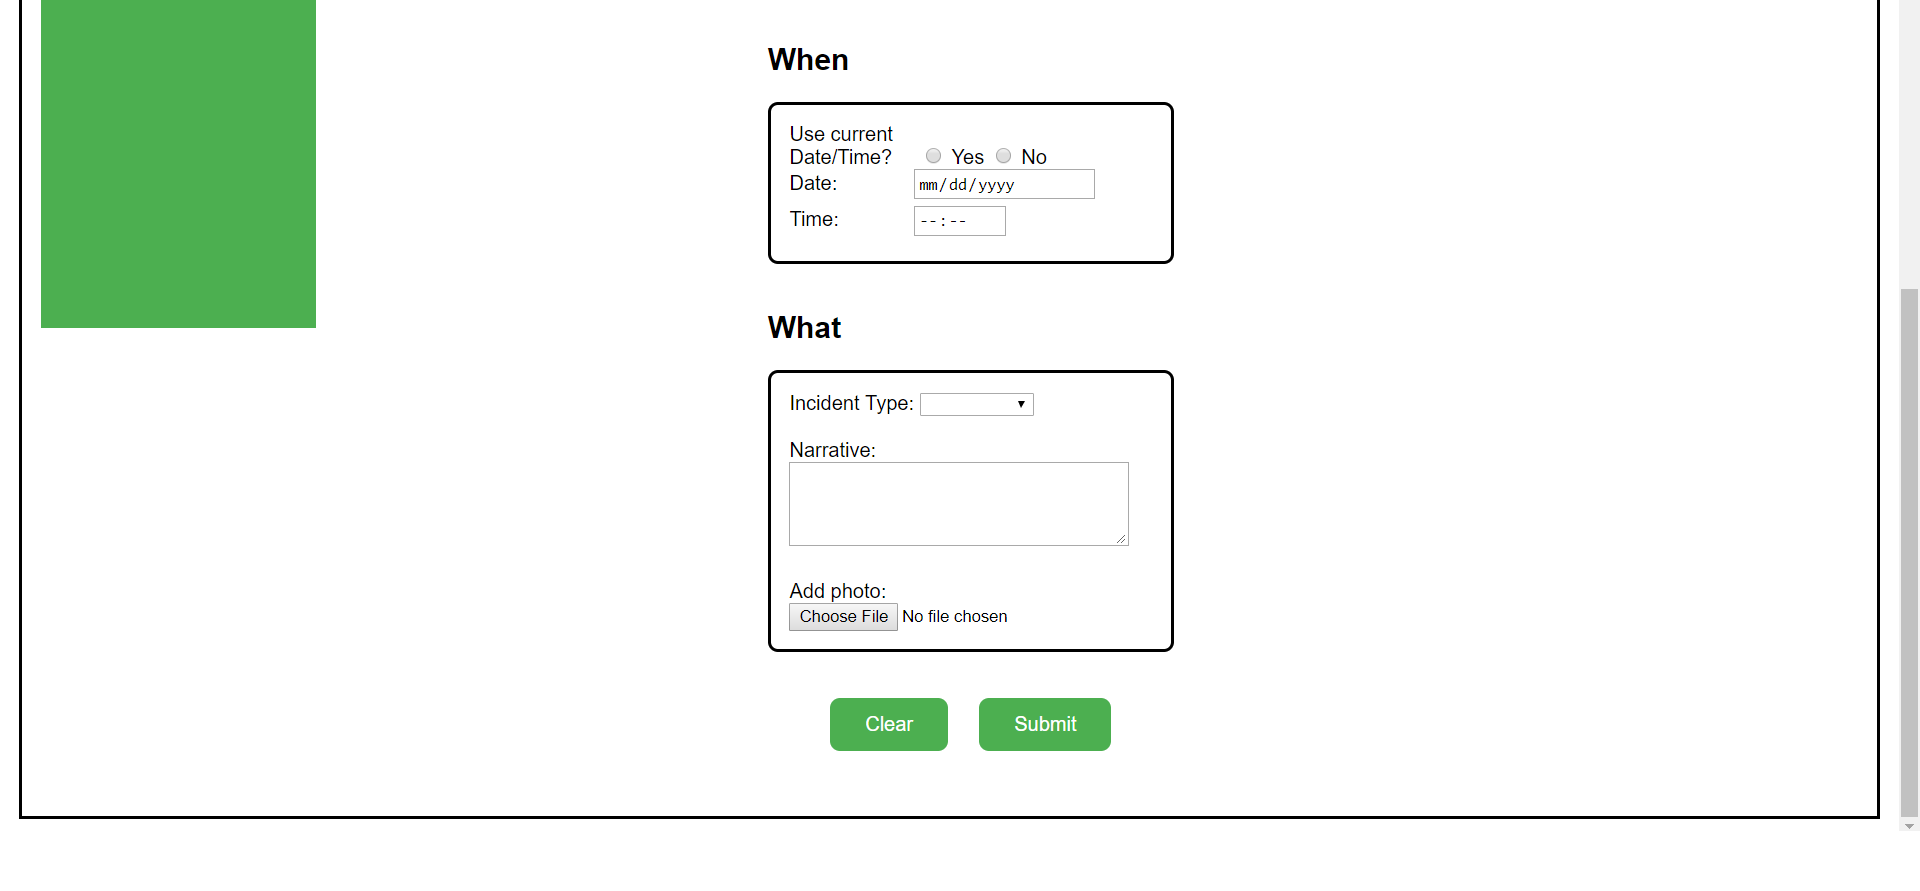 When
Use current
Date/Time? Yes No
Date: mm/dd/yyyy
Time: --:--
What
Incident Type:
Narrative:
Add photo:
Choose File No file chosen
Clear Submit